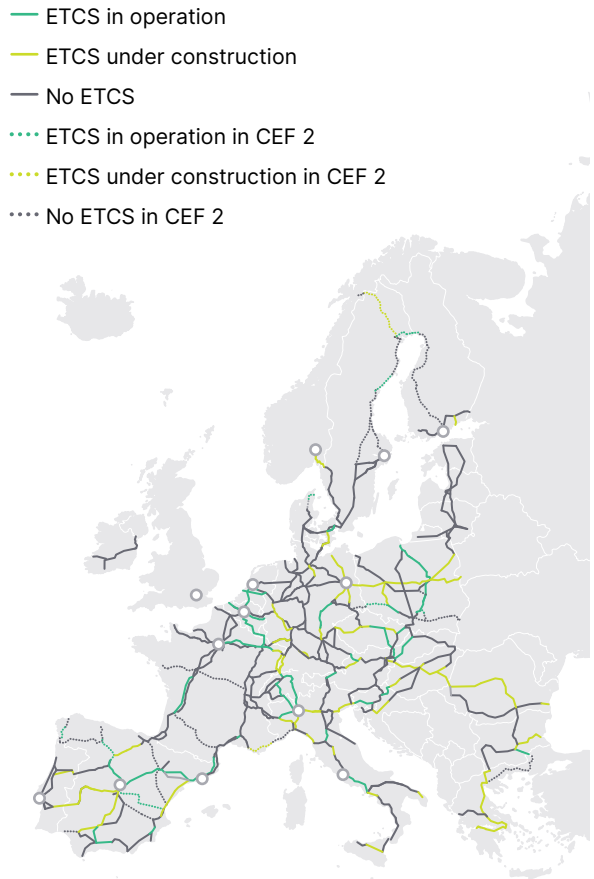 ETCS in operation
ETCS under construction
No ETCS
ETCS in operation in CEF 2
ETCS under construction in CEF 2
No ETCS in CEF 2